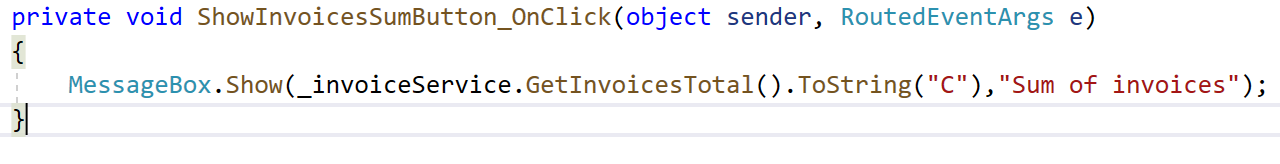 private void ShowInvoicesSumButton_OnClick(object sender, RoutedEventArgs e)
{
    MessageBox.Show(_invoiceService.GetInvoicesTotal().ToString("C"),"Sum of invoices");
}